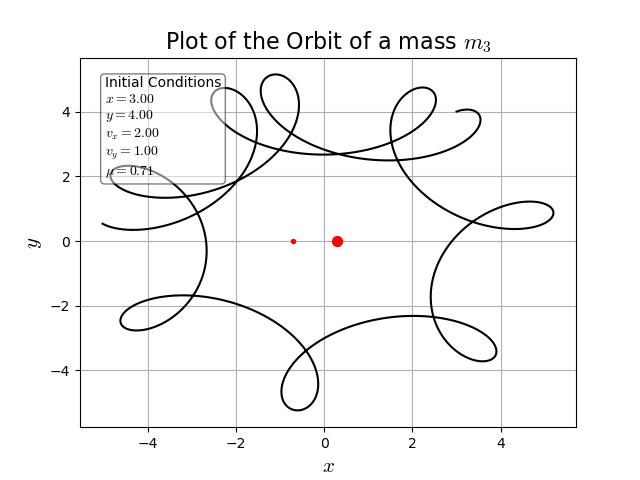 Plot of the Orbit of a mass m₃
Initial Conditions
x = 3.00
y = 4.00
vₓ = 2.00
v_y = 1.00
μ = 0.71
y
4
2
0
−2
−4
−4
−2
0
2
4
x